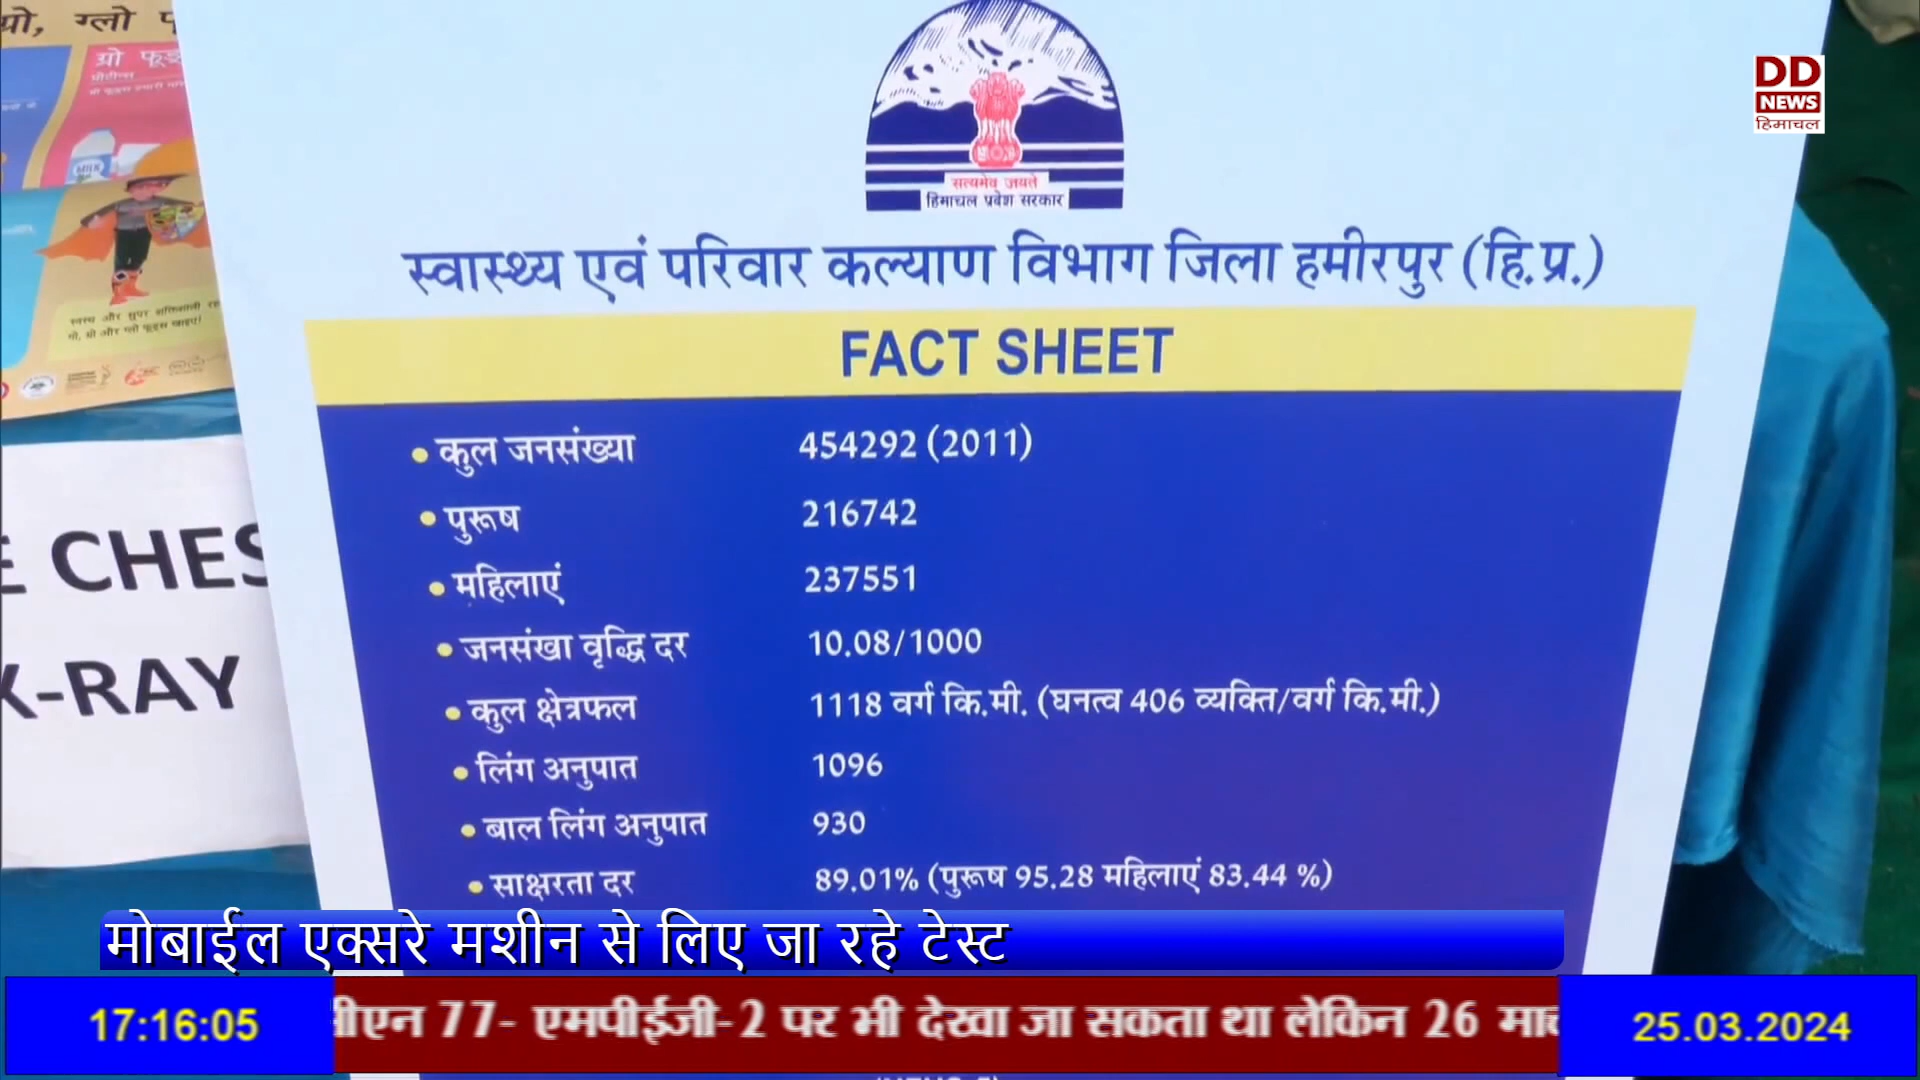 ग्रो, ग्लो
ग्रो फूड्स
MILK
DD
NEWS
हिमाचल
सत्यमेव जयते
हिमाचल प्रदेश सरकार
स्वास्थ्य एवं परिवार कल्याण विभाग जिला हमीरपुर (हि.प्र.)
FACT SHEET
• कुल जनसंख्या 454292 (2011)
• पुरूष 216742
• महिलाएं 237551
• जनसंखा वृद्धि दर 10.08/1000
• कुल क्षेत्रफल 1118 वर्ग कि.मी. (घनत्व 406 व्यक्ति/वर्ग कि.मी.)
• लिंग अनुपात 1096
• बाल लिंग अनुपात 930
• साक्षरता दर 89.01% (पुरूष 95.28 महिलाएं 83.44 %)
E CHES
X-RAY
मोबाईल एक्सरे मशीन से लिए जा रहे टेस्ट
17:16:05
77- एमपीईजी-2 पर भी देखा जा सकता था लेकिन 26
25.03.2024